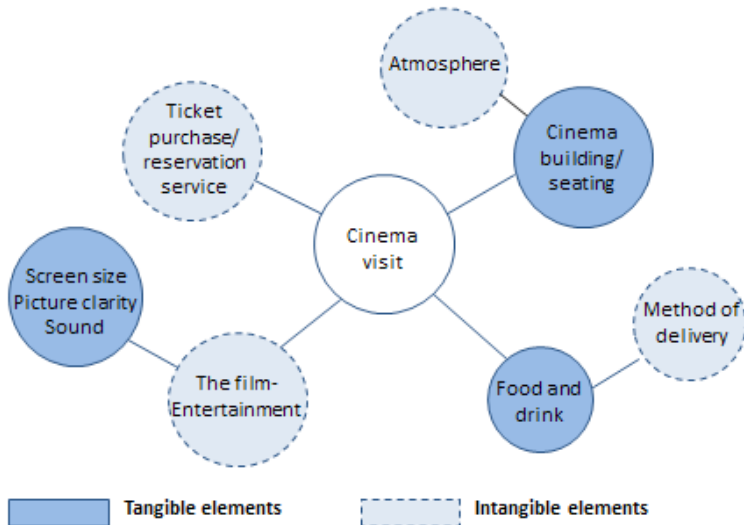 Atmosphere
Ticket
purchase/
reservation
service
Cinema
building/
seating
Cinema
visit
Screen size
Picture clarity
Sound
Method of
delivery
The film-
Entertainment
Food and
drink
Tangible elements
Intangible elements